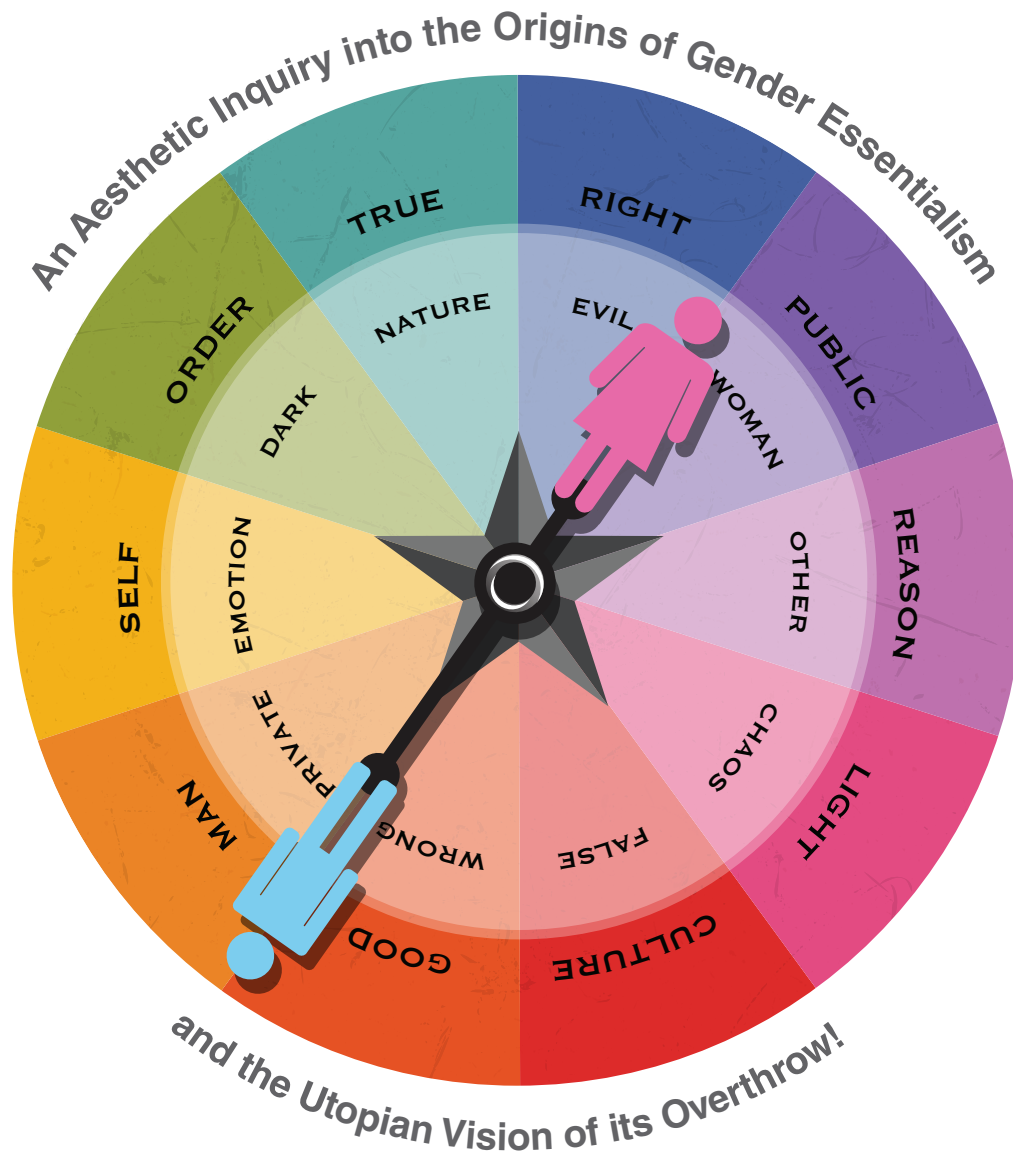 An Aesthetic Inquiry into the Origins of Gender Essentialism
TRUE
RIGHT
PUBLIC
REASON
LIGHT
CULTURE
GOOD
MAN
SELF
ORDER
NATURE
EVIL
WOMAN
OTHER
CHAOS
FALSE
WRONG
PRIVATE
EMOTION
DARK
and the Utopian Vision of its Overthrow!